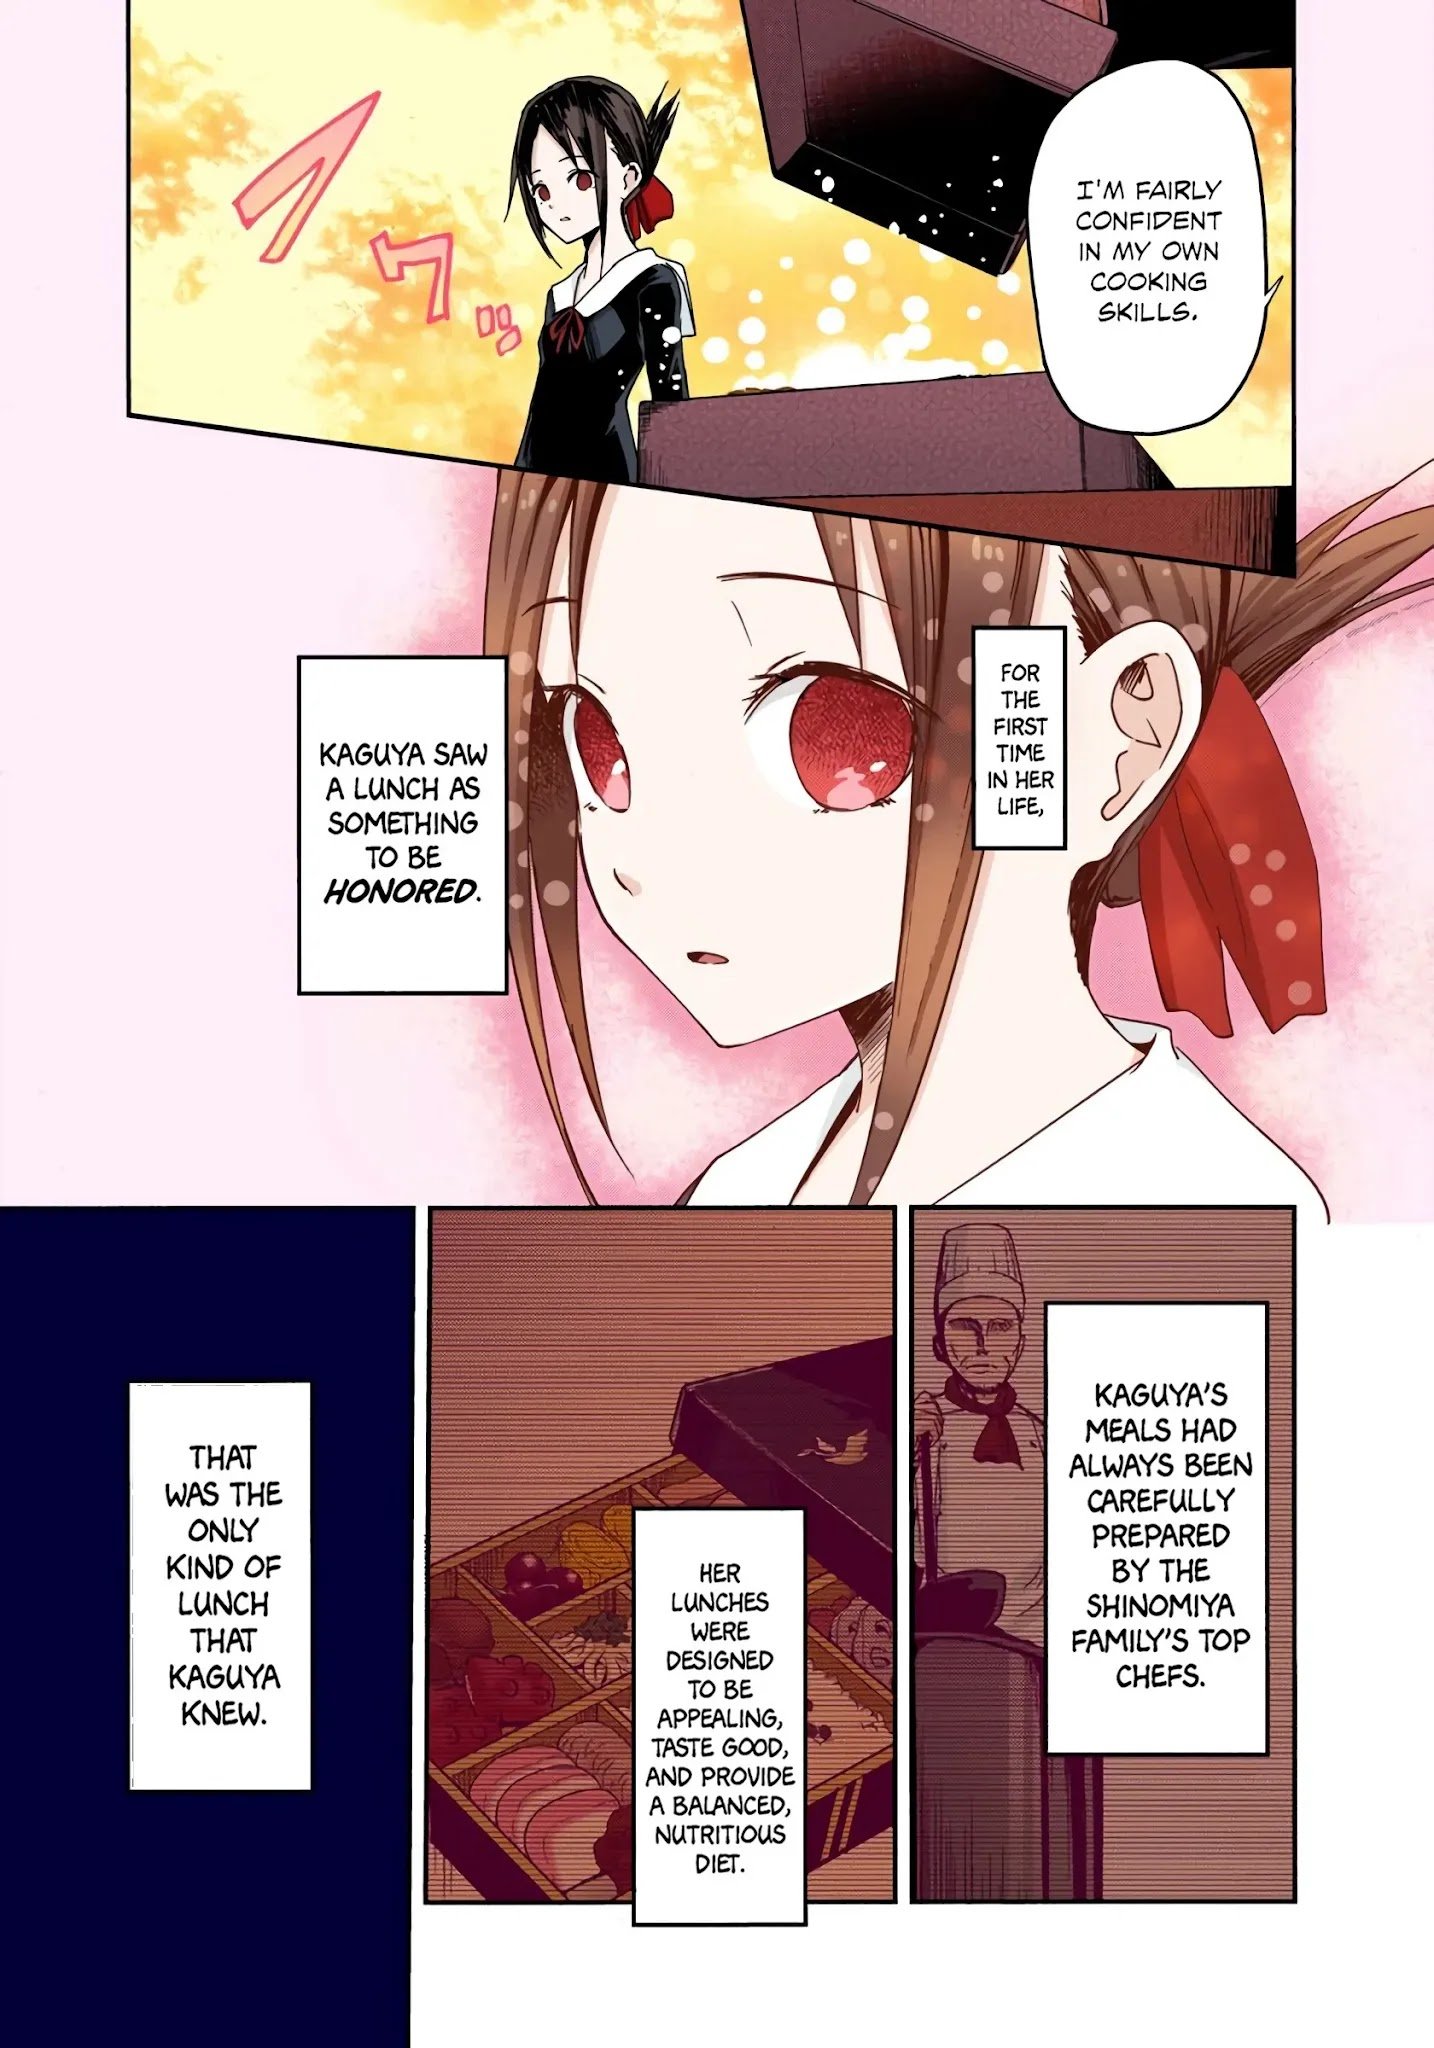 I'M FAIRLY
CONFIDENT
IN MY OWN
COOKING
SKILLS.
パカッ
FOR
THE
FIRST
TIME
IN HER
LIFE,
KAGUYA SAW
A LUNCH AS
SOMETHING
TO BE
HONORED.
KAGUYA'S
MEALS HAD
ALWAYS BEEN
CAREFULLY
PREPARED
BY THE
SHINOMIYA
FAMILY'S TOP
CHEFS.
HER
LUNCHES
WERE
DESIGNED
TO BE
APPEALING,
TASTE GOOD,
AND PROVIDE
A BALANCED,
NUTRITIOUS
DIET.
THAT
WAS THE
ONLY
KIND OF
LUNCH
THAT
KAGUYA
KNEW.